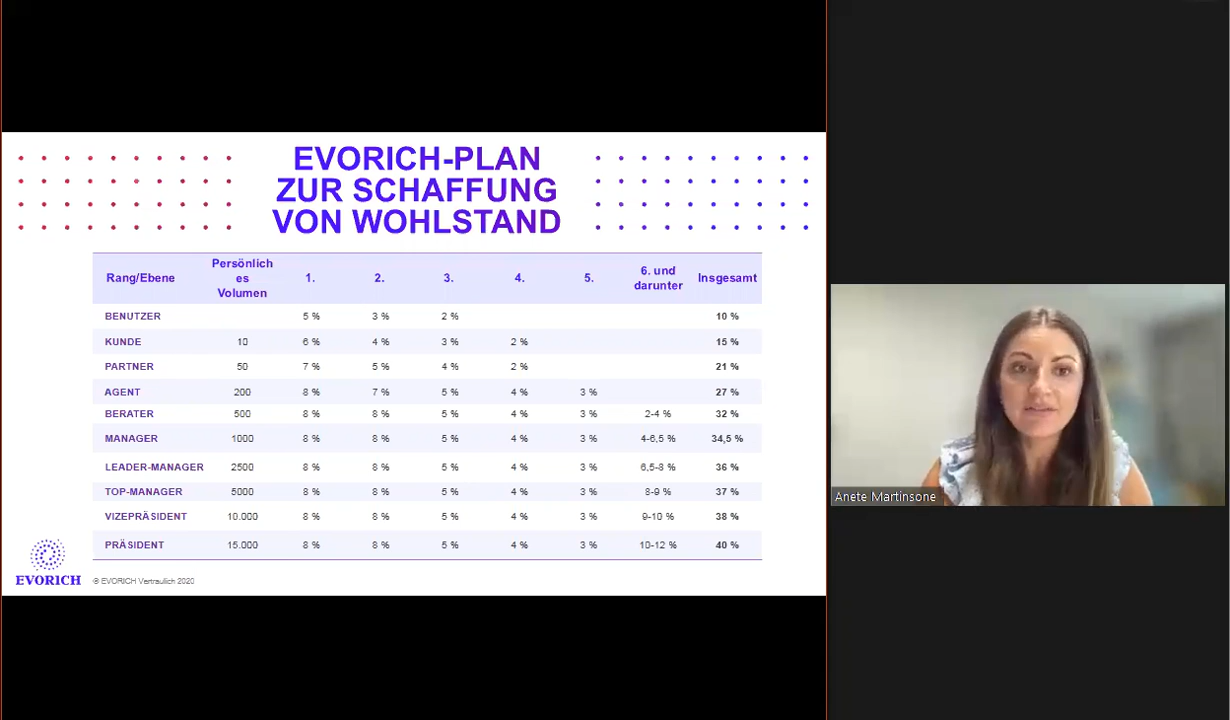 EVORICH-PLAN
ZUR SCHAFFUNG
VON WOHLSTAND
Rang/Ebene Persönlich es Volumen 1. 2. 3. 4. 5. 6. und darunter Insgesamt
BENUTZER 5 % 3 % 2 % 10 %
KUNDE 10 6 % 4 % 3 % 2 % 15 %
PARTNER 50 7 % 5 % 4 % 2 % 21 %
AGENT 200 8 % 7 % 5 % 4 % 3 % 27 %
BERATER 500 8 % 8 % 5 % 4 % 3 % 2-4 % 32 %
MANAGER 1000 8 % 8 % 5 % 4 % 3 % 4-6,5 % 34,5 %
LEADER-MANAGER 2500 8 % 8 % 5 % 4 % 3 % 6,5-8 % 36 %
TOP-MANAGER 5000 8 % 8 % 5 % 4 % 3 % 8-9 % 37 %
VIZEPRÄSIDENT 10.000 8 % 8 % 5 % 4 % 3 % 9-10 % 38 %
PRÄSIDENT 15.000 8 % 8 % 5 % 4 % 3 % 10-12 % 40 %
EVORICH
© EVORICH Vertraulich 2020
Anete Martinsone